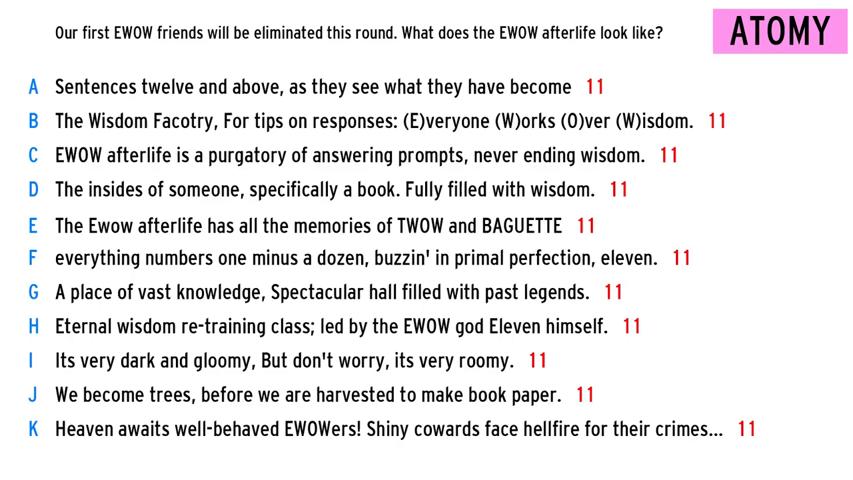 Our first EWOW friends will be eliminated this round. What does the EWOW afterlife look like?
ATOMY
A Sentences twelve and above, as they see what they have become 11
B The Wisdom Facotry, For tips on responses: (E)veryone (W)orks (O)ver (W)isdom. 11
C EWOW afterlife is a purgatory of answering prompts, never ending wisdom. 11
D The insides of someone, specifically a book. Fully filled with wisdom. 11
E The Ewow afterlife has all the memories of TWOW and BAGUETTE 11
F everything numbers one minus a dozen, buzzin' in primal perfection, eleven. 11
G A place of vast knowledge, Spectacular hall filled with past legends. 11
H Eternal wisdom re-training class; led by the EWOW god Eleven himself. 11
I Its very dark and gloomy, But don't worry, its very roomy. 11
J We become trees, before we are harvested to make book paper. 11
K Heaven awaits well-behaved EWOWers! Shiny cowards face hellfire for their crimes... 11